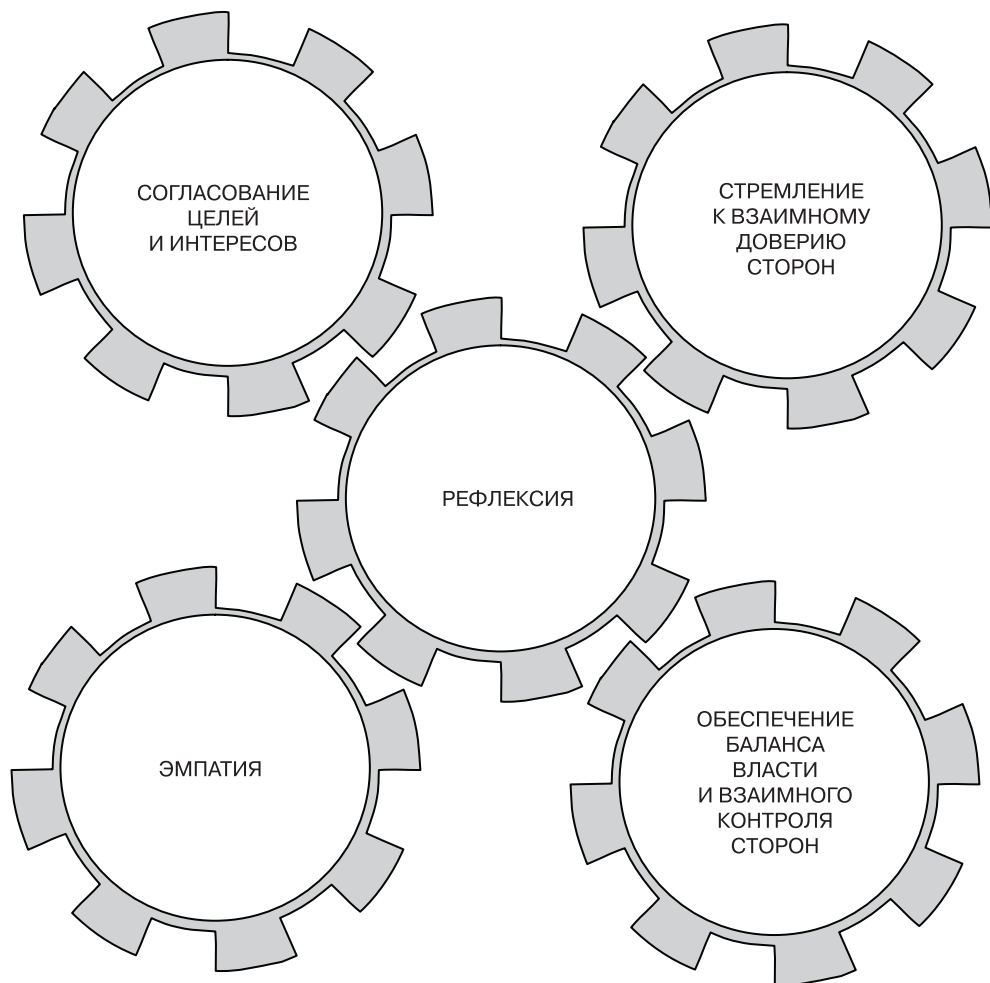 СОГЛАСОВАНИЕ
ЦЕЛЕЙ
И ИНТЕРЕСОВ
СТРЕМЛЕНИЕ
К ВЗАИМНОМУ
ДОВЕРИЮ
СТОРОН
РЕФЛЕКСИЯ
ЭМПАТИЯ
ОБЕСПЕЧЕНИЕ
БАЛАНСА
ВЛАСТИ
И ВЗАИМНОГО
КОНТРОЛЯ
СТОРОН